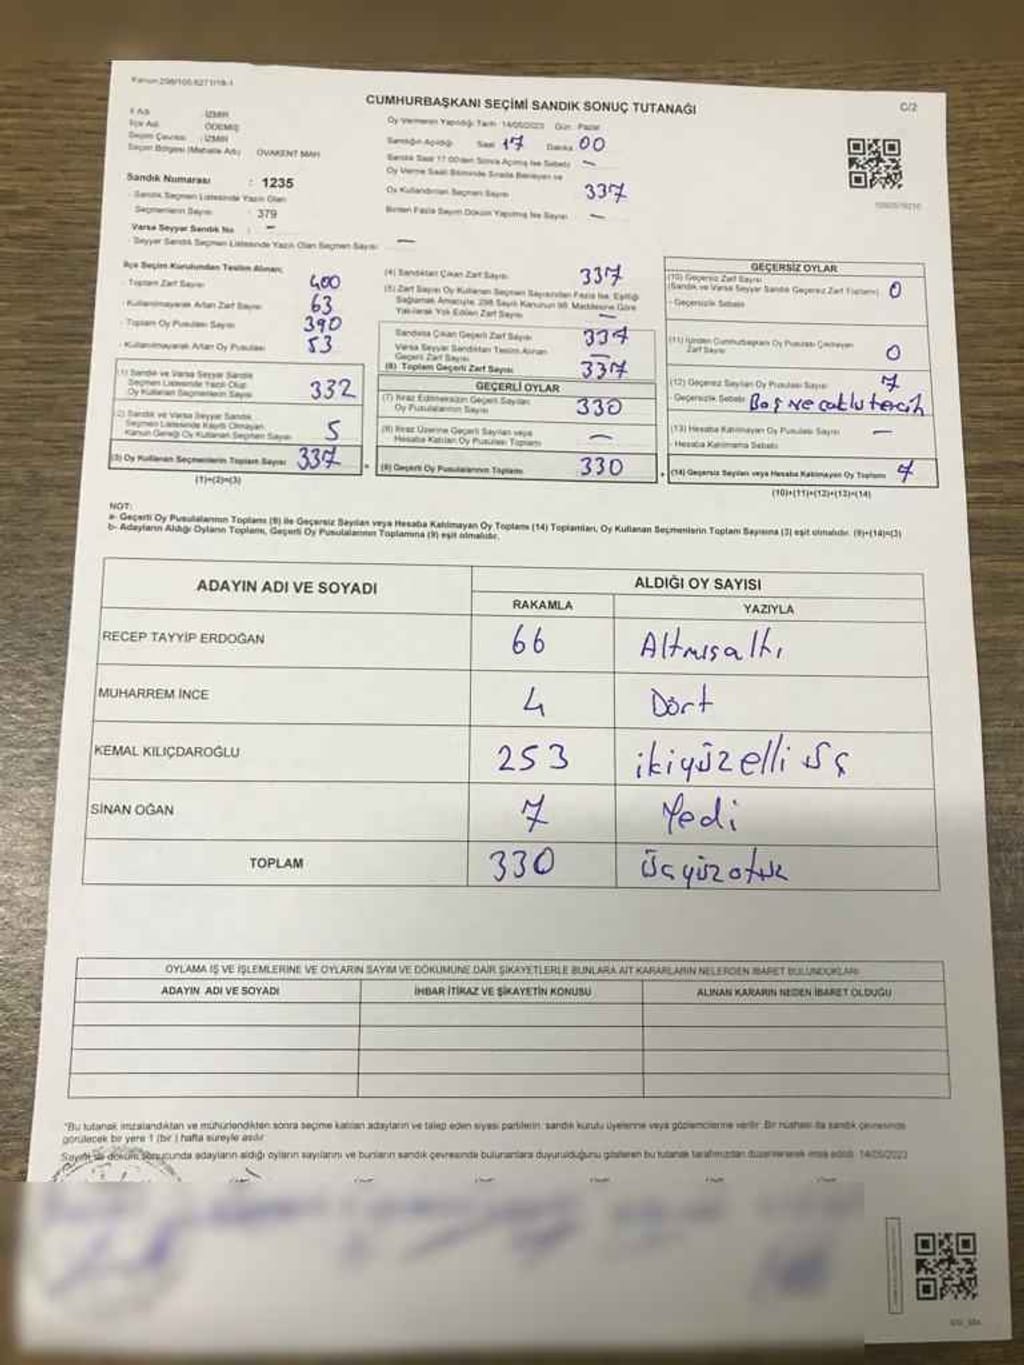 Kanun:298/105-6271/18-1
CUMHURBAŞKANI SEÇİMİ SANDIK SONUÇ TUTANAĞI
C/2
İl Adı : İZMİR
İlçe Adı : ÖDEMİŞ
Seçim Çevresi : İZMİR
Seçim Bölgesi (Mahalle Adı) : OVAKENT MAH
Sandık Numarası : 1235
- Sandık Seçmen Listesinde Yazılı Olan
Seçmenlerin Sayısı : 379
Varsa Seyyar Sandık No : -
- Seyyar Sandık Seçmen Listesinde Yazılı Olan Seçmen Sayısı : -
Oy Vermenin Yapıldığı Tarih : 14/05/2023 Gün : Pazar
Sandığın Açıldığı Saat : 17 Dakika : 00
Sandık Saat 17.00'den Sonra Açılmış İse Sebebi : -
Oy Verme Saati Bitiminde Sırada Bekleyen ve
Oy Kullandırılan Seçmen Sayısı : 337
Birden Fazla Sayım Döküm Yapılmış İse Sayısı : -
İlçe Seçim Kurulundan Teslim Alınan;
- Toplam Zarf Sayısı : 400
- Kullanılmayarak Artan Zarf Sayısı : 63
- Toplam Oy Pusulası Sayısı : 390
- Kullanılmayarak Artan Oy Pusulası : 53
(1) Sandık ve Varsa Seyyar Sandık
Seçmen Listesinde Yazılı Olup
Oy Kullanan Seçmenlerin Sayısı : 332
(2) Sandık ve Varsa Seyyar Sandık
Seçmen Listesinde Kayıtlı Olmayan
Kanun Gereği Oy Kullanan Seçmenlerin Sayısı : 5
(3) Oy Kullanan Seçmenlerin Toplam Sayısı : 337
(1)+(2)=(3)
(4) Sandıktan Çıkan Zarf Sayısı : 337
(5) Zarf Sayısı Oy Kullanan Seçmen Sayısından Fazla İse, Eşitliği
Sağlamak Amacıyla, 298 Sayılı Kanunun 98. Maddesine Göre
Yakılarak Yok Edilen Zarf Sayısı : -
Sandıkta Çıkan Geçerli Zarf Sayısı : 337
Varsa Seyyar Sandıktan Teslim Alınan
Geçerli Zarf Sayısı : -
(6) Toplam Geçerli Zarf Sayısı : 337
GEÇERLİ OYLAR
(7) İtiraz Edilmeksizin Geçerli Sayılan
Oy Pusulalarının Sayısı : 330
(8) İtiraz Üzerine Geçerli Sayılan veya
Hesaba Katılan Oy Pusulası Toplamı : -
(9) Geçerli Oy Pusulalarının Toplamı : 330
GEÇERSİZ OYLAR
(10) Geçersiz Zarf Sayısı
(Sandık ve Varsa Seyyar Sandık Geçersiz Zarf Toplamı) : 0
- Geçersizlik Sebebi :
(11) İçinden Cumhurbaşkanı Oy Pusulası Çıkmayan
Zarf Sayısı : 0
(12) Geçersiz Sayılan Oy Pusulası Sayısı : 7
- Geçersizlik Sebebi : Boş ve çoklu tercih
(13) Hesaba Katılmayan Oy Pusulası Sayısı : -
- Hesaba Katılmama Sebebi :
(14) Geçersiz Sayılan veya Hesaba Katılmayan Oy Toplamı : 7
(10)+(11)+(12)+(13)=(14)
NOT:
a- Geçerli Oy Pusulalarının Toplamı (9) ile Geçersiz Sayılan veya Hesaba Katılmayan Oy Toplamı (14) Toplamları, Oy Kullanan Seçmenlerin Toplam Sayısına (3) eşit olmalıdır. (9)+(14)=(3)
b- Adayların Aldığı Oyların Toplamı, Geçerli Oy Pusulalarının Toplamına (9) eşit olmalıdır.
ADAYIN ADI VE SOYADI
ALDIĞI OY SAYISI
RAKAMLA YAZIYLA
RECEP TAYYİP ERDOĞAN 66 Altmışaltı
MUHARREM İNCE 4 Dört
KEMAL KILIÇDAROĞLU 253 ikiyüzelli üç
SİNAN OĞAN 7 Yedi
TOPLAM 330 Üçyüz otuz
OYLAMA İŞ VE İŞLEMLERİNE VE OYLARIN SAYIM VE DÖKÜMÜNE DAİR ŞİKAYETLERLE BUNLARA AİT KARARLARIN NELERDEN İBARET BULUNDUKLARI
ADAYIN ADI VE SOYADI İHBAR İTİRAZ VE ŞİKAYETİN KONUSU ALINAN KARARIN NEDEN İBARET OLDUĞU
"Bu tutanak imzalandıktan ve mühürlendikten sonra seçime katılan adayların ve talep eden siyasi partilerin; sandık kurulu üyelerine veya gözlemcilerine verilir. Bir nüshası da sandık çevresinde
görülecek bir yere 1 (bir ) hafta süreyle asılır.
Sayım ve döküm sonucunda adayların aldığı oyların sayılarını ve bunların sandık çevresinde bulunanlara duyurulduğunu gösteren bu tutanak tarafımızdan düzenlenerek imza edildi. 14/05/2023